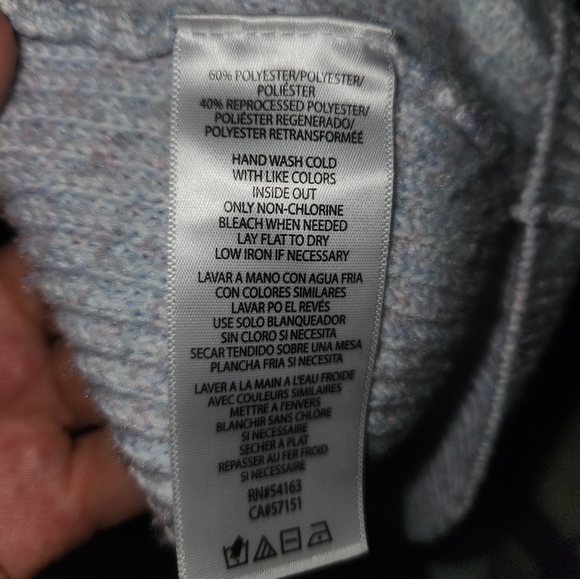 60% POLYESTER/POLYESTER/
POLIÉSTER
40% REPROCESSED POLYESTER/
POLIÉSTER REGENERADO/
POLYESTER RETRANSFORMÉE
HAND WASH COLD
WITH LIKE COLORS
INSIDE OUT
ONLY NON-CHLORINE
BLEACH WHEN NEEDED
LAY FLAT TO DRY
LOW IRON IF NECESSARY
LAVAR A MANO CON AGUA FRIA
CON COLORES SIMILARES
LAVAR PO EL REVÉS
USE SOLO BLANQUEADOR
SIN CLORO SI NECESITA
SECAR TENDIDO SOBRE UNA MESA
PLANCHA FRIA SI NECESITA
LAVER A LA MAIN A L'EAU FROIDE
AVEC COULEURS SIMILAIRES
METTRE A l'ENVERS
BLANCHIR SANS CHLORE
SI NECESSAIRE
SECHER A PLAT
REPASSER AU FER FROID
SI NECESSAIRE
RN#54163
CA#57151